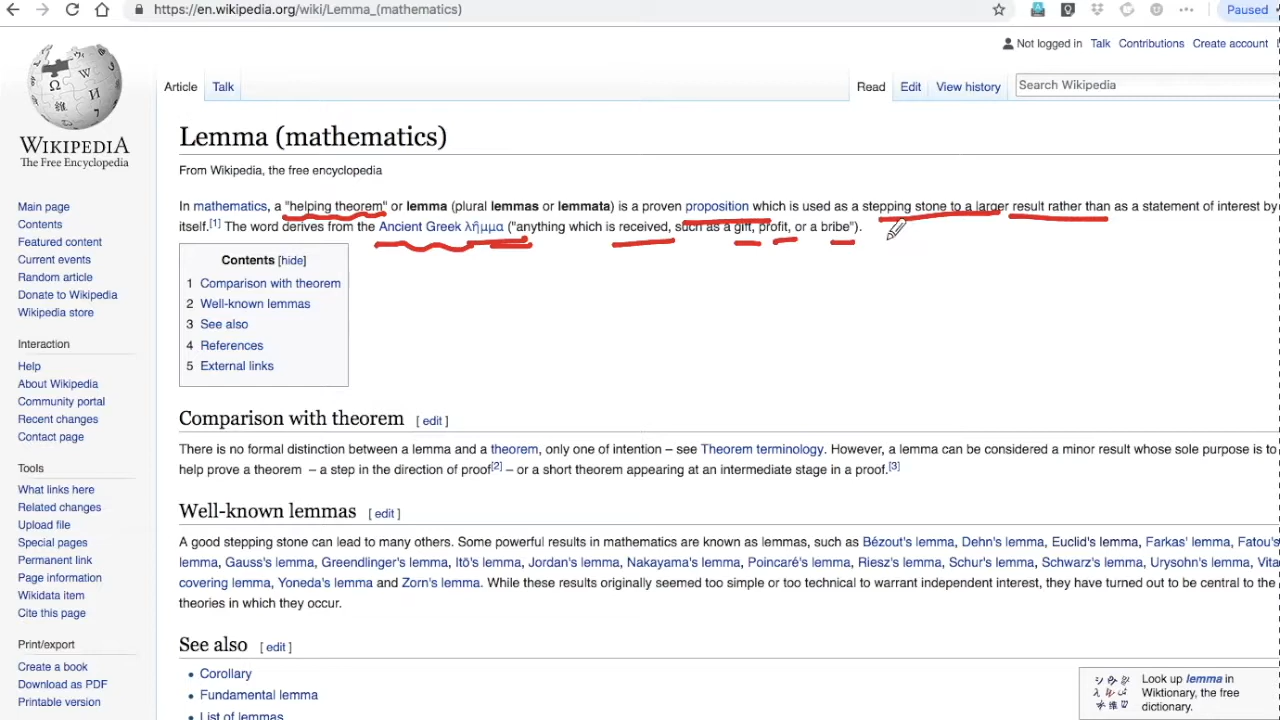 https://en.wikipedia.org/wiki/Lemma_(mathematics)
Paused
Not logged in Talk Contributions Create account
Article Talk
Read Edit View history
Search Wikipedia
WIKIPEDIA
The Free Encyclopedia
Main page
Contents
Featured content
Current events
Random article
Donate to Wikipedia
Wikipedia store
Interaction
Help
About Wikipedia
Community portal
Recent changes
Contact page
Tools
What links here
Related changes
Upload file
Special pages
Permanent link
Page information
Wikidata item
Cite this page
Print/export
Create a book
Download as PDF
Printable version
Lemma (mathematics)
From Wikipedia, the free encyclopedia
In mathematics, a "helping theorem" or lemma (plural lemmas or lemmata) is a proven proposition which is used as a stepping stone to a larger result rather than as a statement of interest by
itself.[1] The word derives from the Ancient Greek λῆμμα ("anything which is received, such as a gift, profit, or a bribe").
Contents [hide]
1 Comparison with theorem
2 Well-known lemmas
3 See also
4 References
5 External links
Comparison with theorem [ edit ]
There is no formal distinction between a lemma and a theorem, only one of intention – see Theorem terminology. However, a lemma can be considered a minor result whose sole purpose is to
help prove a theorem – a step in the direction of proof[2] – or a short theorem appearing at an intermediate stage in a proof.[3]
Well-known lemmas [ edit ]
A good stepping stone can lead to many others. Some powerful results in mathematics are known as lemmas, such as Bézout's lemma, Dehn's lemma, Euclid's lemma, Farkas' lemma, Fatou's
lemma, Gauss's lemma, Greendlinger's lemma, Itō's lemma, Jordan's lemma, Nakayama's lemma, Poincaré's lemma, Riesz's lemma, Schur's lemma, Schwarz's lemma, Urysohn's lemma, Vita
covering lemma, Yoneda's lemma and Zorn's lemma. While these results originally seemed too simple or too technical to warrant independent interest, they have turned out to be central to the
theories in which they occur.
See also [ edit ]
Corollary
Fundamental lemma
List of lemmas
Look up lemma in
Wiktionary, the free
dictionary.